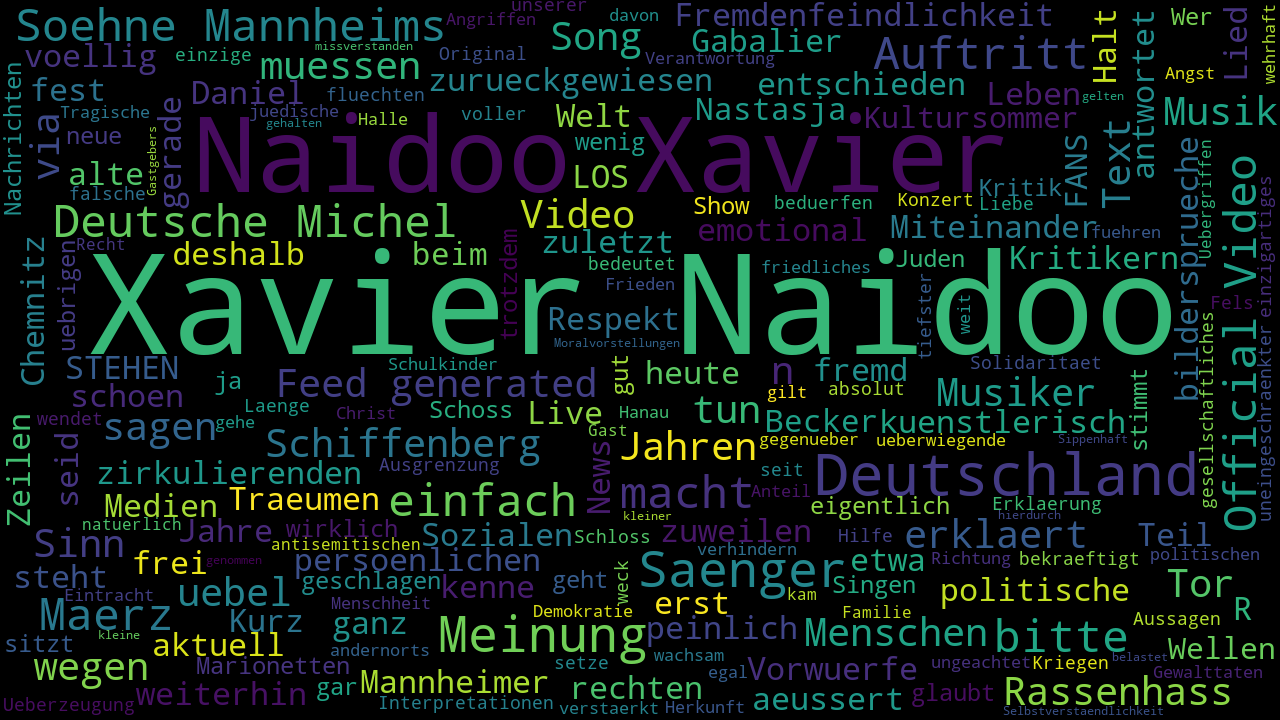 Soehne Mannheims Angriffen unserer davon Fremdenfeindlichkeit Wer
voellig einzige missverstanden Original Song Verantwortung Gabalier Auftritt Halt Lied wehrhaft
muessen zurueckgewiesen entschieden Angst
fest Daniel fluechten Leben gelten
Nachrichten Tragische juedische voller Welt Nastasja Kultursommer Musik
via neue gehalten Halle wenig antwortet
Naidoo Xavier
alte Gastgebers gerade LOS FANS Text Kritik
falsche Video Show beduerfen Konzert Liebe
Deutsche Michel emotional Miteinander fuehren
Recht deshalb beim zuletzt Juden Kritikern Uebergriffen
Chemnitz uebrigen trotzdem bedeutet friedliches bildersprueche
Xavier Naidoo
Frieden tiefster weit Official Video einzigartiges
Respekt Fels
Moralvorstellungen
STEHEN Schulkinder gut heute n fremd Solidaritaet gesellschaftliches
schoen ja Feed generated gilt absolut Musiker uneingeschraenkter
wendet gehe Laenge Christ Schoss Live Hanau tun Becker kuenstlerisch stimmt
Zeilen seid sagen Schiffenberg Gast Jahren gegenueber ueberwiegende Sippenhaft
zirkulierenden Ausgrenzung News seit Deutschland
Medien Traeumen einfach macht Anteil eigentlich Erklaerung
natuerlich Jahre wirklich kleiner hierdurch
Sinn antisemitischen Sozialen Schloss zuweilen Hilfe erklaert Teil
frei genommen persoenlichen verhindern etwa Richtung bekraeftigt politischen
steht Eintracht uebel geschlagen kenne geht weck Saenger Singen politische Tor
Maerz Kurz Menschheit Demokratie erst kam Familie Aussagen R
sitzt kleine aktuell ganz andernorts Meinung peinlich Menschen bitte
wegen Marionetten setze wachsam egal Vorwuerfe ungeachtet Kriegen belastet Wellen
Ueberzeugung weiterhin gar Mannheimer rechten aeussert glaubt Rassenhass Gewalttaten
Interpretationen verstaerkt Herkunft Selbstverstaendlichkeit